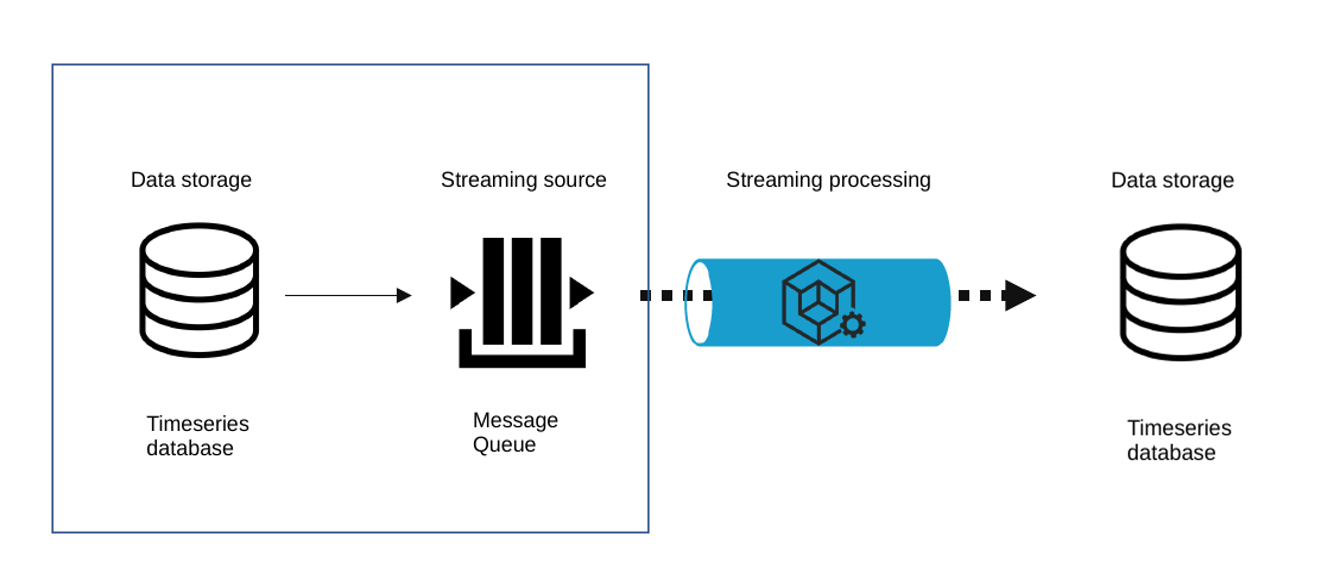 Data storage
Streaming source
Streaming processing
Data storage
Timeseries
database
Message
Queue
Timeseries
database